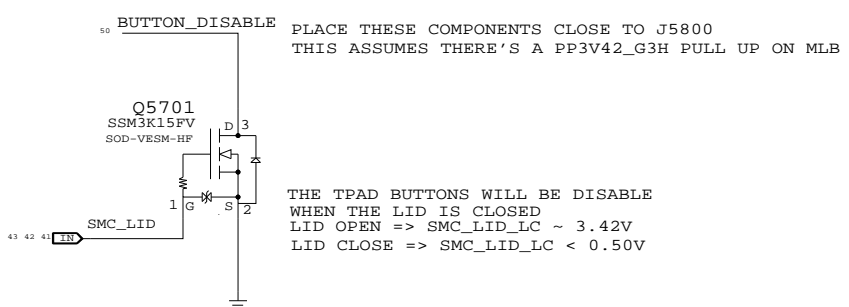 50 BUTTON_DISABLE
PLACE THESE COMPONENTS CLOSE TO J5800
THIS ASSUMES THERE'S A PP3V42_G3H PULL UP ON MLB
Q5701
SSM3K15FV
SOD-VESM-HF
D 3
1 G S 2
SMC_LID
43 42 41 IN
THE TPAD BUTTONS WILL BE DISABLE
WHEN THE LID IS CLOSED
LID OPEN => SMC_LID_LC ~ 3.42V
LID CLOSE => SMC_LID_LC < 0.50V